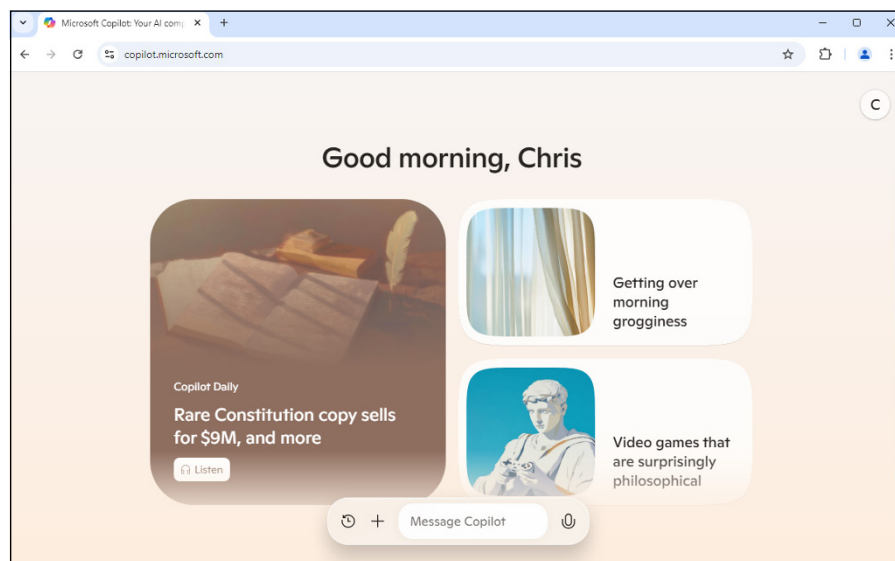 Microsoft Copilot: Your AI comp
copilot.microsoft.com
C
Good morning, Chris
Copilot Daily
Rare Constitution copy sells
for $9M, and more
Listen
Getting over
morning
grogginess
Video games that
are surprisingly
philosophical
Message Copilot